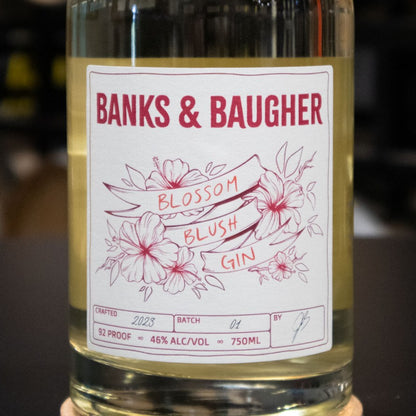 BANKS & BAUGHER
BLOSSOM
BLUSH
GIN
CRAFTED 2023 BATCH 01 BY
92 PROOF ∞ 46% ALC/VOL ∞ 750ML